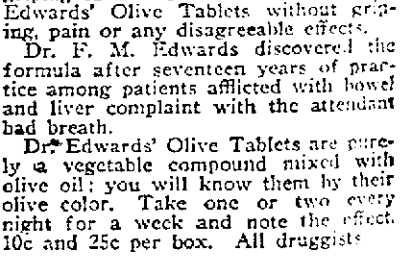 Edwards' Olive Tablets without grip-
ing, pain or any disagreeable effects.
Dr. F. M. Edwards discovered the
formula after seventeen years of prac-
tice among patients afflicted with bowel
and liver complaint with the attendant
bad breath.
Dr. Edwards' Olive Tablets are pure-
ly a vegetable compound mixed with
olive oil; you will know them by their
olive color. Take one or two every
night for a week and note the effect.
10c and 25c per box. All druggists